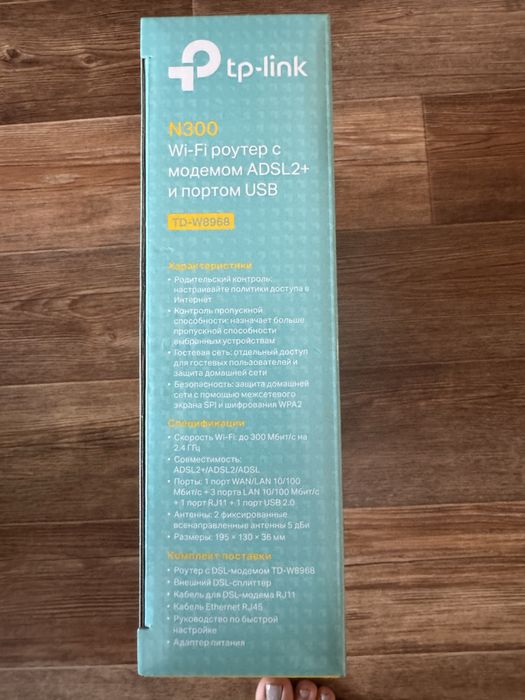 tp-link
N300
Wi-Fi роутер с
модемом ADSL2+
и портом USB
TD-W8968
Характеристики
• Родительский контроль:
настраивайте политики доступа в
Интернет
• Контроль пропускной
способности: назначает больше
пропускной способности
выбранным устройствам
• Гостевая сеть: отдельный доступ
для гостевых пользователей и
защита домашней сети
• Безопасность: защита домашней
сети с помощью межсетевого
экрана SPI и шифрования WPA2
Спецификации
• Скорость Wi-Fi: до 300 Мбит/с на
2.4 ГГц
• Совместимость:
ADSL2+/ADSL2/ADSL
• Порты: 1 порт WAN/LAN 10/100
Мбит/с + 3 порта LAN 10/100 Мбит/с
+ 1 порт RJ11 + 1 порт USB 2.0
• Антенны: 2 фиксированные
всенаправленные антенны 5 дБи
• Размеры: 195 × 130 × 36 мм
Комплект поставки
• Роутер с DSL-модемом TD-W8968
• Внешний DSL-сплиттер
• Кабель для DSL-модема RJ11
• Кабель Ethernet RJ45
• Руководство по быстрой
настройке
• Адаптер питания